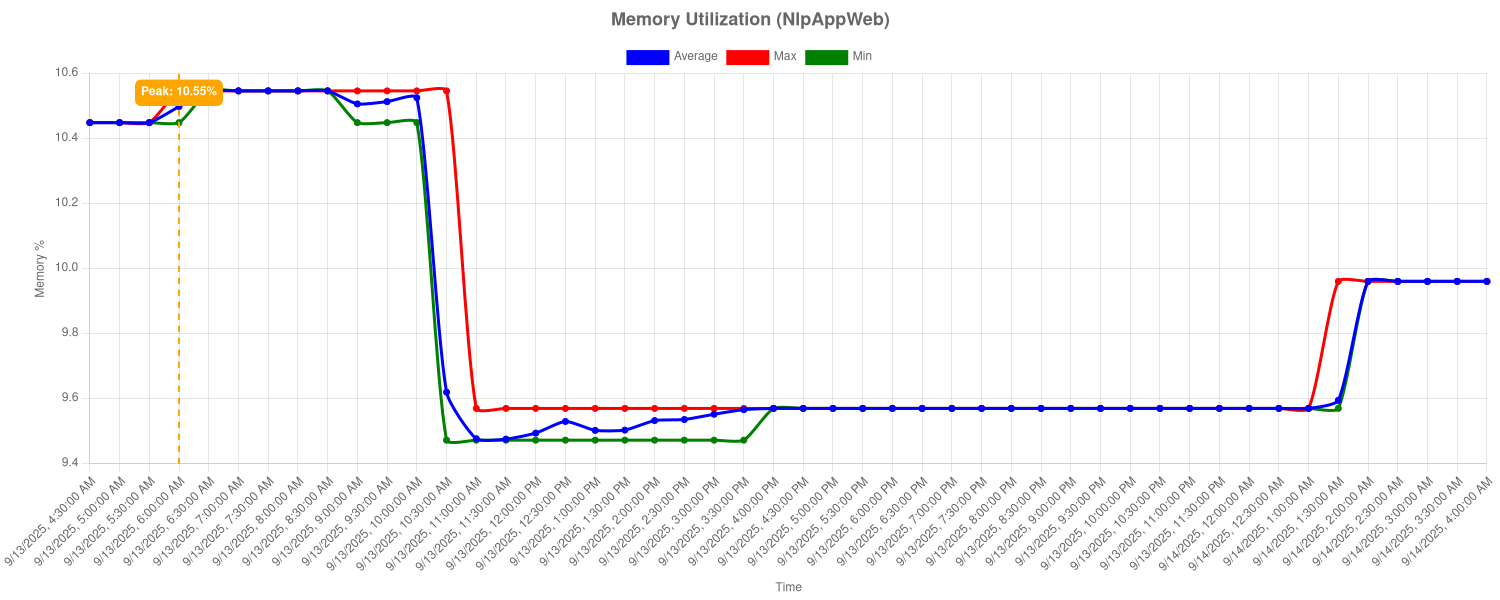 Memory Utilization (NlpAppWeb)
Average Max Min
10.6
Peak: 10.55%
10.4
10.2
10.0
9.8
9.6
9.4
Memory %
9/13/2025, 4:30:00 AM
9/13/2025, 5:00:00 AM
9/13/2025, 5:30:00 AM
9/13/2025, 6:00:00 AM
9/13/2025, 6:30:00 AM
9/13/2025, 7:00:00 AM
9/13/2025, 7:30:00 AM
9/13/2025, 8:00:00 AM
9/13/2025, 8:30:00 AM
9/13/2025, 9:00:00 AM
9/13/2025, 9:30:00 AM
9/13/2025, 10:00:00 AM
9/13/2025, 10:30:00 AM
9/13/2025, 11:00:00 AM
9/13/2025, 11:30:00 AM
9/13/2025, 12:00:00 PM
9/13/2025, 12:30:00 PM
9/13/2025, 1:00:00 PM
9/13/2025, 1:30:00 PM
9/13/2025, 2:00:00 PM
9/13/2025, 2:30:00 PM
9/13/2025, 3:00:00 PM
9/13/2025, 3:30:00 PM
9/13/2025, 4:00:00 PM
9/13/2025, 4:30:00 PM
9/13/2025, 5:00:00 PM
9/13/2025, 5:30:00 PM
9/13/2025, 6:00:00 PM
9/13/2025, 6:30:00 PM
9/13/2025, 7:00:00 PM
9/13/2025, 7:30:00 PM
9/13/2025, 8:00:00 PM
9/13/2025, 8:30:00 PM
9/13/2025, 9:00:00 PM
9/13/2025, 9:30:00 PM
9/13/2025, 10:00:00 PM
9/13/2025, 10:30:00 PM
9/13/2025, 11:00:00 PM
9/13/2025, 11:30:00 PM
9/14/2025, 12:00:00 AM
9/14/2025, 12:30:00 AM
9/14/2025, 1:00:00 AM
9/14/2025, 1:30:00 AM
9/14/2025, 2:00:00 AM
9/14/2025, 2:30:00 AM
9/14/2025, 3:00:00 AM
9/14/2025, 3:30:00 AM
9/14/2025, 4:00:00 AM
Time